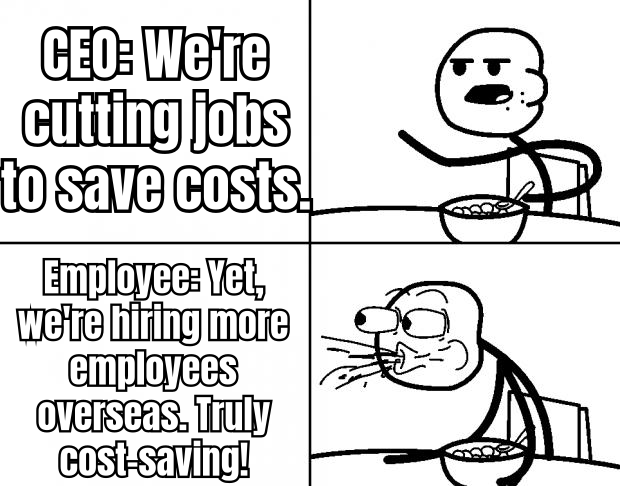 CEO: We're
cutting jobs
to save costs.
Employee: Yet,
we're hiring more
employees
overseas. Truly
cost-saving!